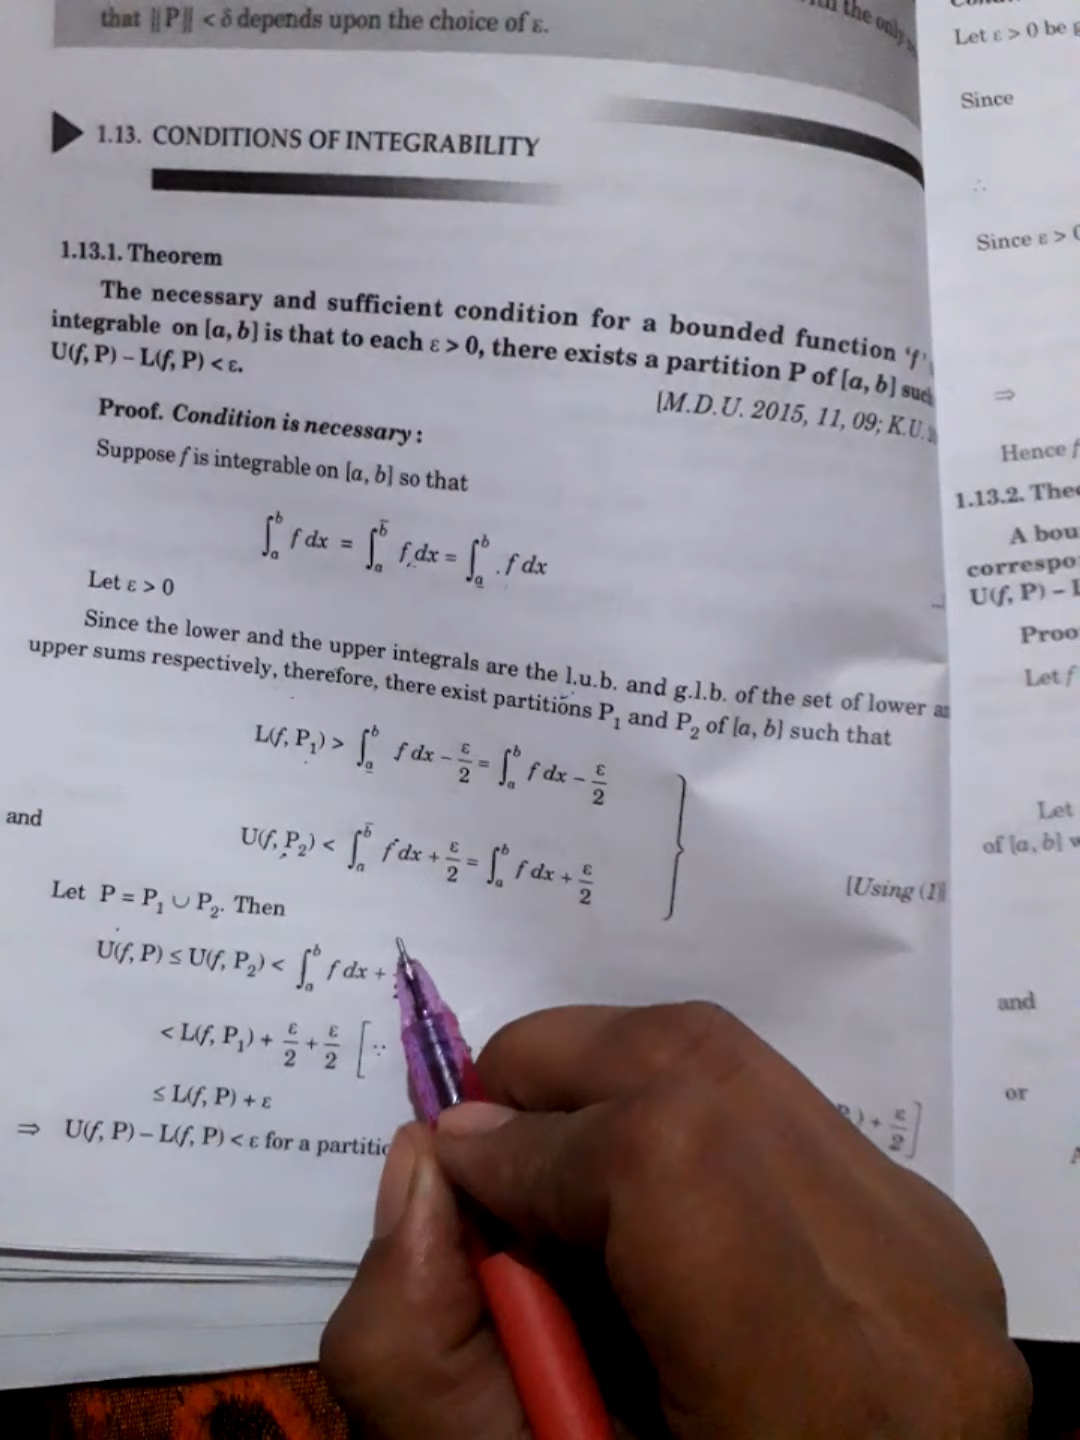 that ‖P‖ < δ depends upon the choice of ε.
the only
1.13. CONDITIONS OF INTEGRABILITY
1.13.1. Theorem
The necessary and sufficient condition for a bounded function 'f'
integrable on [a, b] is that to each ε > 0, there exists a partition P of [a, b] such
U(f, P) – L(f, P) < ε.
[M.D.U. 2015, 11, 09; K.U.
Proof. Condition is necessary :
Suppose f is integrable on [a, b] so that
∫_a^b f dx = ∫_a^b̄ f dx = ∫_a̲^b f dx
Let ε > 0
...
Since the lower and the upper integrals are the l.u.b. and g.l.b. of the set of lower
upper sums respectively, therefore, there exist partitions P₁ and P₂ of [a, b] such that
L(f, P₁) > ∫_a̲^b f dx – ε/2 = ∫_a^b f dx – ε/2
and
U(f, P₂) < ∫_a^b̄ f dx + ε/2 = ∫_a^b f dx + ε/2
[Using (1)]
Let P = P₁ ∪ P₂. Then
U(f, P) ≤ U(f, P₂) < ∫_a^b f dx +
< L(f, P₁) + ε/2 + ε/2 [∵
) + ε/2]
≤ L(f, P) + ε
⇒ U(f, P) – L(f, P) < ε for a
Let ε > 0 be
Since
∴
Since ε >
⇒
Hence f
1.13.2.
A
U(f, P) –
Let f
Let
of [a, b]
and
or